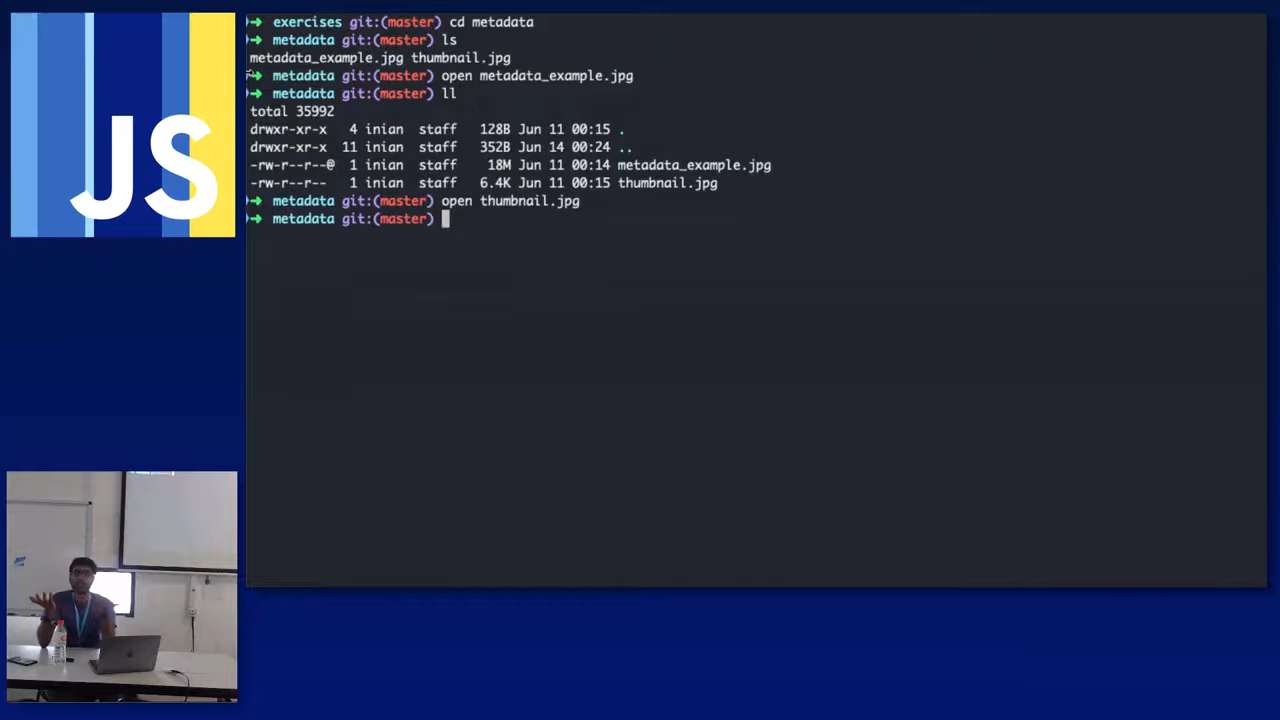 JS
➜ exercises git:(master) cd metadata
➜ metadata git:(master) ls
metadata_example.jpg thumbnail.jpg
➜ metadata git:(master) open metadata_example.jpg
➜ metadata git:(master) ll
total 35992
drwxr-xr-x 4 inian staff 128B Jun 11 00:15 .
drwxr-xr-x 11 inian staff 352B Jun 14 00:24 ..
-rw-r--r--@ 1 inian staff 18M Jun 11 00:14 metadata_example.jpg
-rw-r--r-- 1 inian staff 6.4K Jun 11 00:15 thumbnail.jpg
➜ metadata git:(master) open thumbnail.jpg
➜ metadata git:(master)